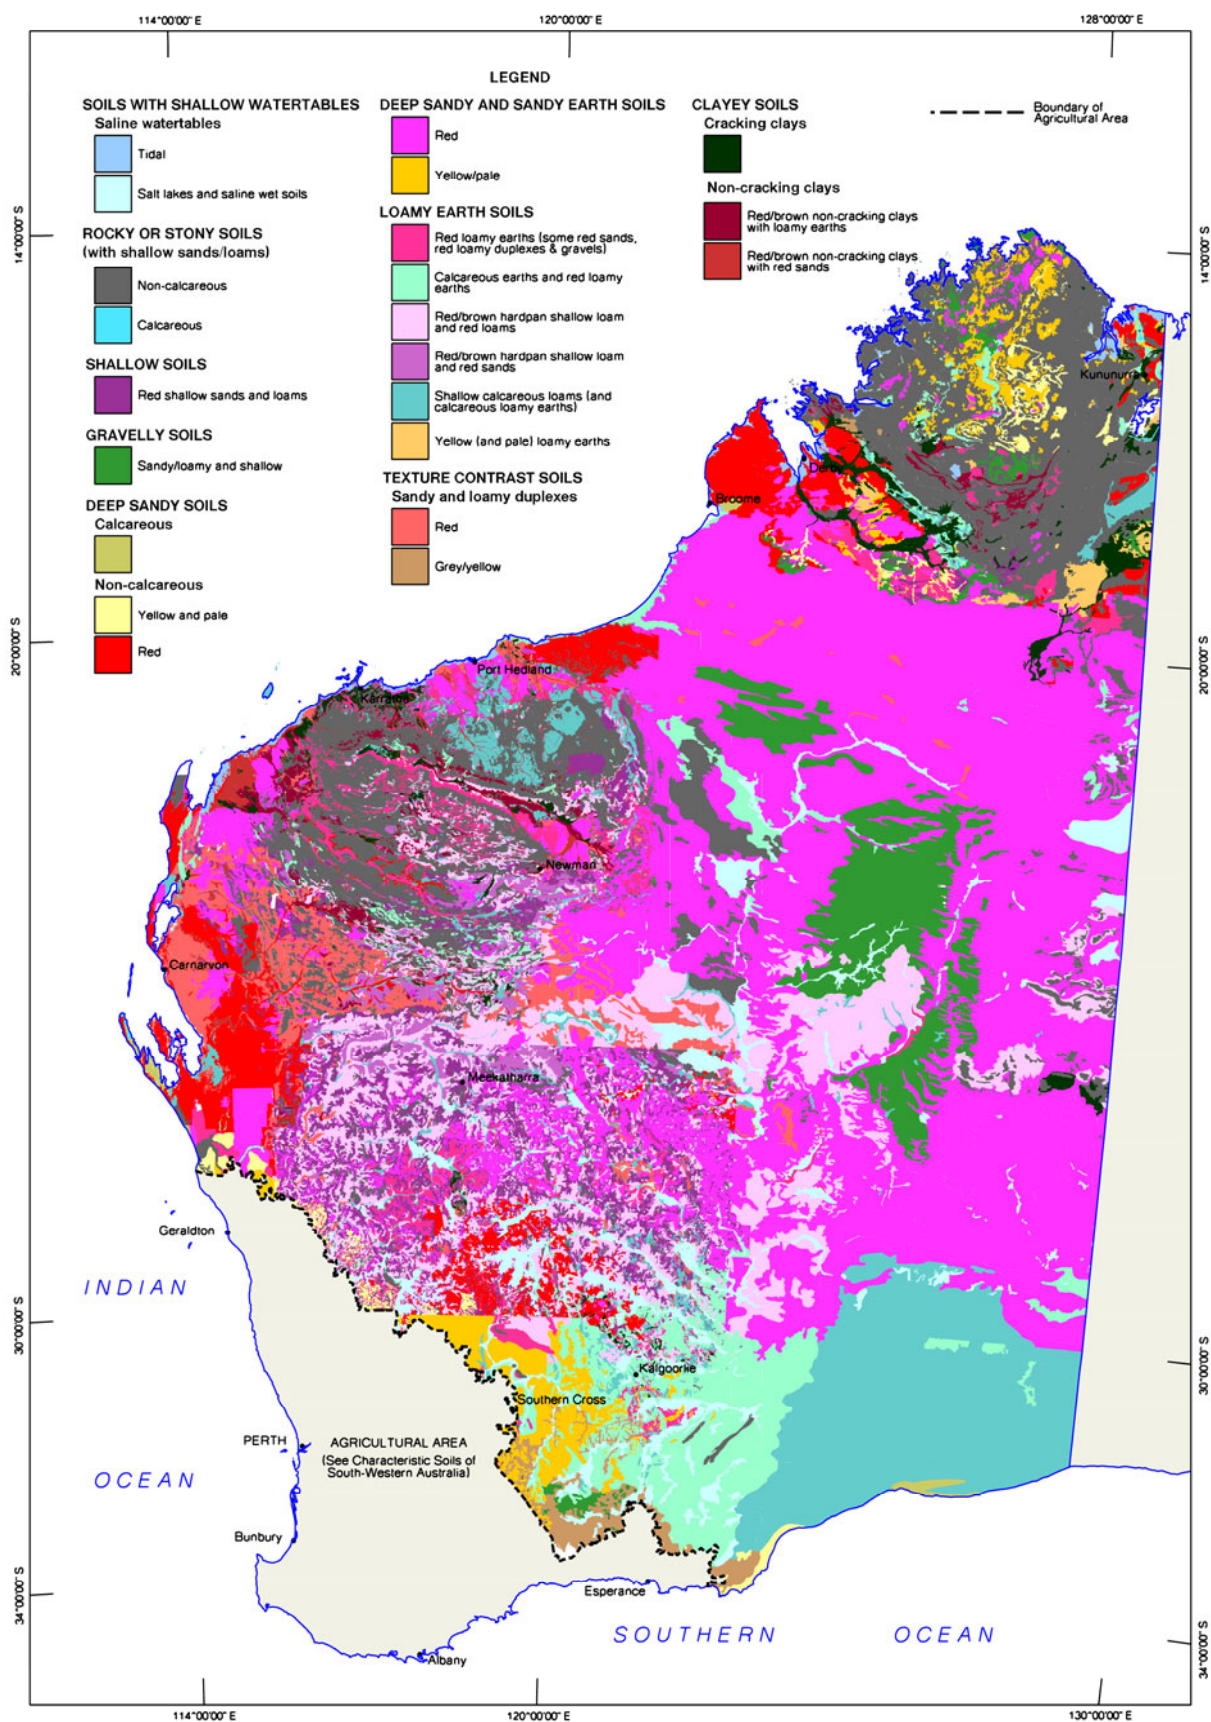 114°00'00" E
120°00'00" E
128°00'00" E
LEGEND
SOILS WITH SHALLOW WATERTABLES
Saline watertables
Tidal
Salt lakes and saline wet soils
ROCKY OR STONY SOILS
(with shallow sands/loams)
Non-calcareous
Calcareous
SHALLOW SOILS
Red shallow sands and loams
GRAVELLY SOILS
Sandy/loamy and shallow
DEEP SANDY SOILS
Calcareous
Non-calcareous
Yellow and pale
Red
DEEP SANDY AND SANDY EARTH SOILS
Red
Yellow/pale
LOAMY EARTH SOILS
Red loamy earths (some red sands,
red loamy duplexes & gravels)
Calcareous earths and red loamy
earths
Red/brown hardpan shallow loam
and red loams
Red/brown hardpan shallow loam
and red sands
Shallow calcareous loams (and
calcareous loamy earths)
Yellow (and pale) loamy earths
TEXTURE CONTRAST SOILS
Sandy and loamy duplexes
Red
Grey/yellow
CLAYEY SOILS
Cracking clays
Non-cracking clays
Red/brown non-cracking clays
with loamy earths
Red/brown non-cracking clays
with red sands
Boundary of
Agricultural Area
14°00'00" S
14°00'00" S
Kununurra
Derby
Broome
20°00'00" S
20°00'00" S
Port Hedland
Karratha
Newman
Carnarvon
Meekatharra
Geraldton
INDIAN
30°00'00" S
30°00'00" S
Kalgoorlie
Southern Cross
PERTH
AGRICULTURAL AREA
(See Characteristic Soils of
South-Western Australia)
OCEAN
Bunbury
Esperance
34°00'00" S
34°00'00" S
SOUTHERN OCEAN
Albany
114°00'00" E
120°00'00" E
130°00'00" E